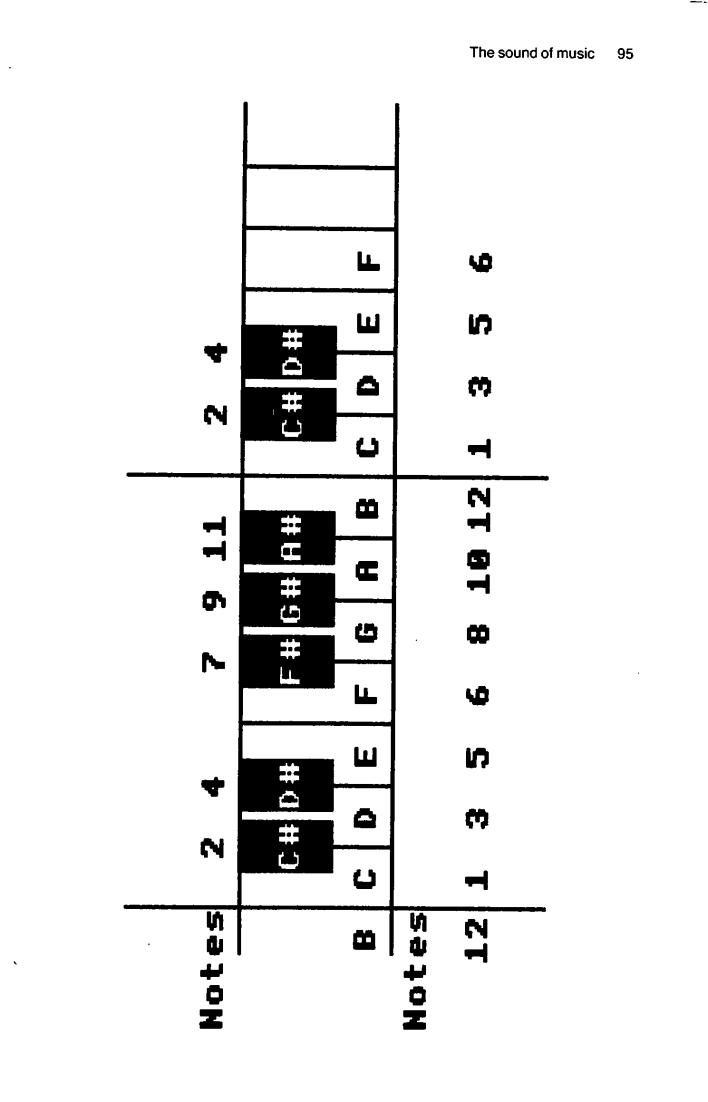 The sound of music 95
Notes 2 4 7 9 11 2 4
C# D# F# G# A# C# D#
B C D E F G A B C D E F
Notes
12 1 3 5 6 8 10 12 1 3 5 6